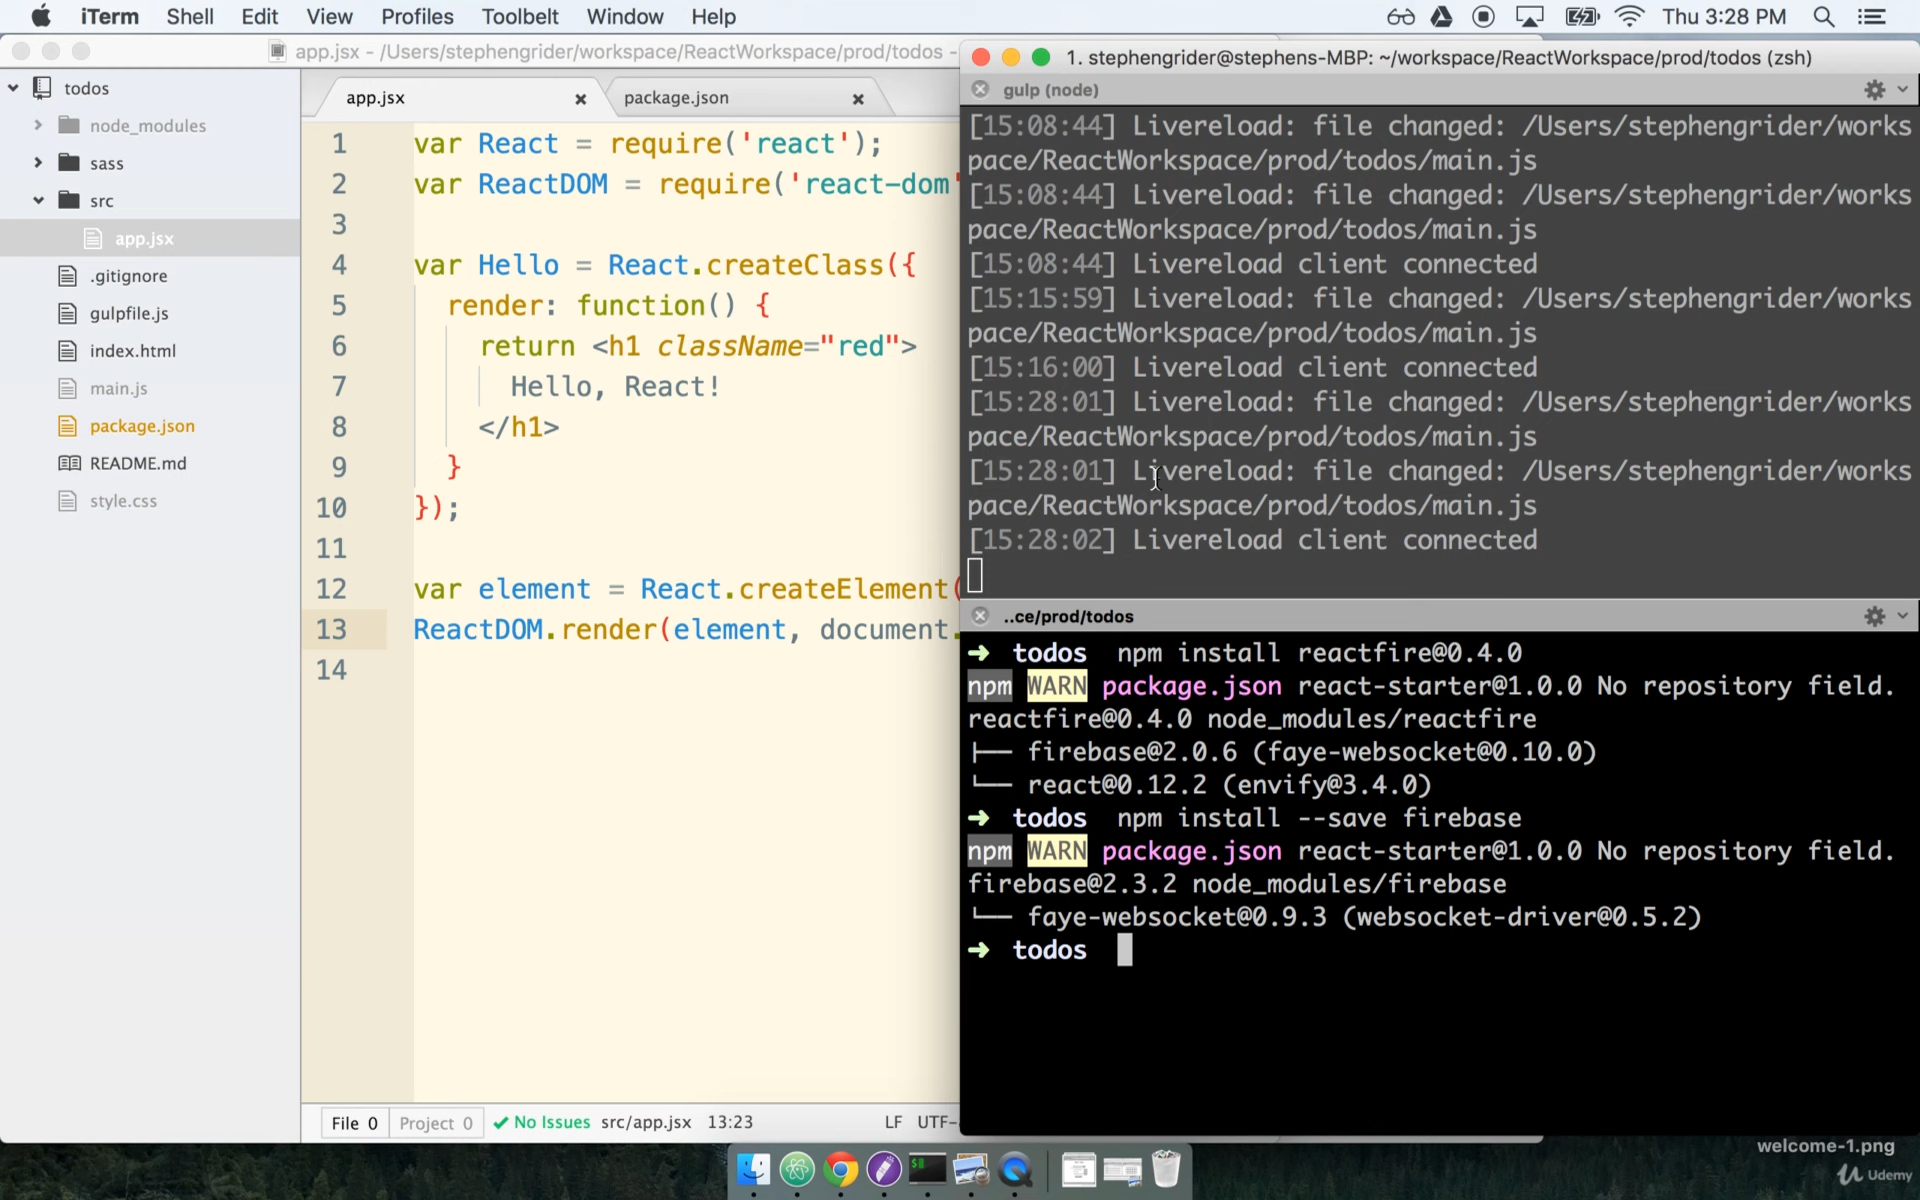 iTerm Shell Edit View Profiles Toolbelt Window Help Thu 3:28 PM
app.jsx - /Users/stephengrider/workspace/ReactWorkspace/prod/todos -
todos
node_modules
sass
src
app.jsx
.gitignore
gulpfile.js
index.html
main.js
package.json
README.md
style.css
app.jsx package.json
1 var React = require('react');
2 var ReactDOM = require('react-dom'
3
4 var Hello = React.createClass({
5 render: function() {
6 return <h1 className="red">
7 Hello, React!
8 </h1>
9 }
10 });
11
12 var element = React.createElement(
13 ReactDOM.render(element, document.
14
File 0 Project 0 No Issues src/app.jsx 13:23 LF UTF-
1. stephengrider@stephens-MBP: ~/workspace/ReactWorkspace/prod/todos (zsh)
gulp (node)
[15:08:44] Livereload: file changed: /Users/stephengrider/works
pace/ReactWorkspace/prod/todos/main.js
[15:08:44] Livereload: file changed: /Users/stephengrider/works
pace/ReactWorkspace/prod/todos/main.js
[15:08:44] Livereload client connected
[15:15:59] Livereload: file changed: /Users/stephengrider/works
pace/ReactWorkspace/prod/todos/main.js
[15:16:00] Livereload client connected
[15:28:01] Livereload: file changed: /Users/stephengrider/works
pace/ReactWorkspace/prod/todos/main.js
[15:28:01] Livereload: file changed: /Users/stephengrider/works
pace/ReactWorkspace/prod/todos/main.js
[15:28:02] Livereload client connected
..ce/prod/todos
➜ todos npm install reactfire@0.4.0
npm WARN package.json react-starter@1.0.0 No repository field.
reactfire@0.4.0 node_modules/reactfire
├── firebase@2.0.6 (faye-websocket@0.10.0)
└── react@0.12.2 (envify@3.4.0)
➜ todos npm install --save firebase
npm WARN package.json react-starter@1.0.0 No repository field.
firebase@2.3.2 node_modules/firebase
└── faye-websocket@0.9.3 (websocket-driver@0.5.2)
➜ todos
welcome-1.png
Udemy